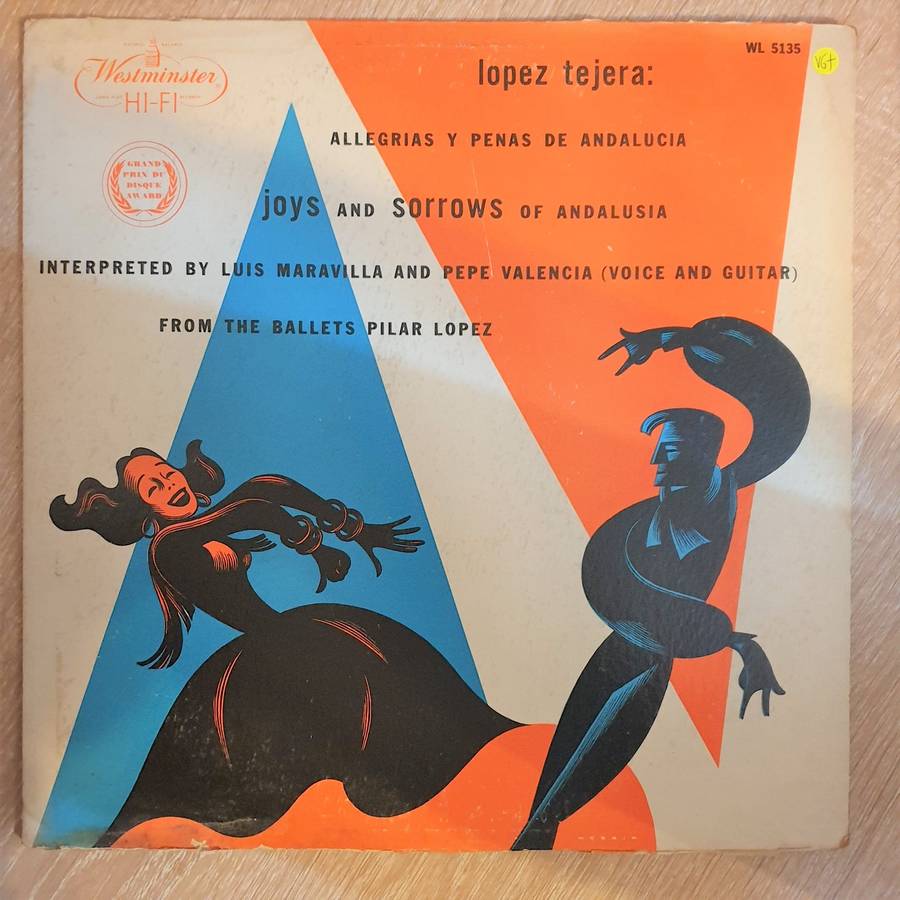 Westminster
HI-FI
WL 5135
VG+
lopez tejera:
ALLEGRIAS Y PENAS DE ANDALUCIA
GRAND
PRIX DU
DISQUE
AWARD
joys AND sorrows OF ANDALUSIA
INTERPRETED BY LUIS MARAVILLA AND PEPE VALENCIA (VOICE AND GUITAR)
FROM THE BALLETS PILAR LOPEZ